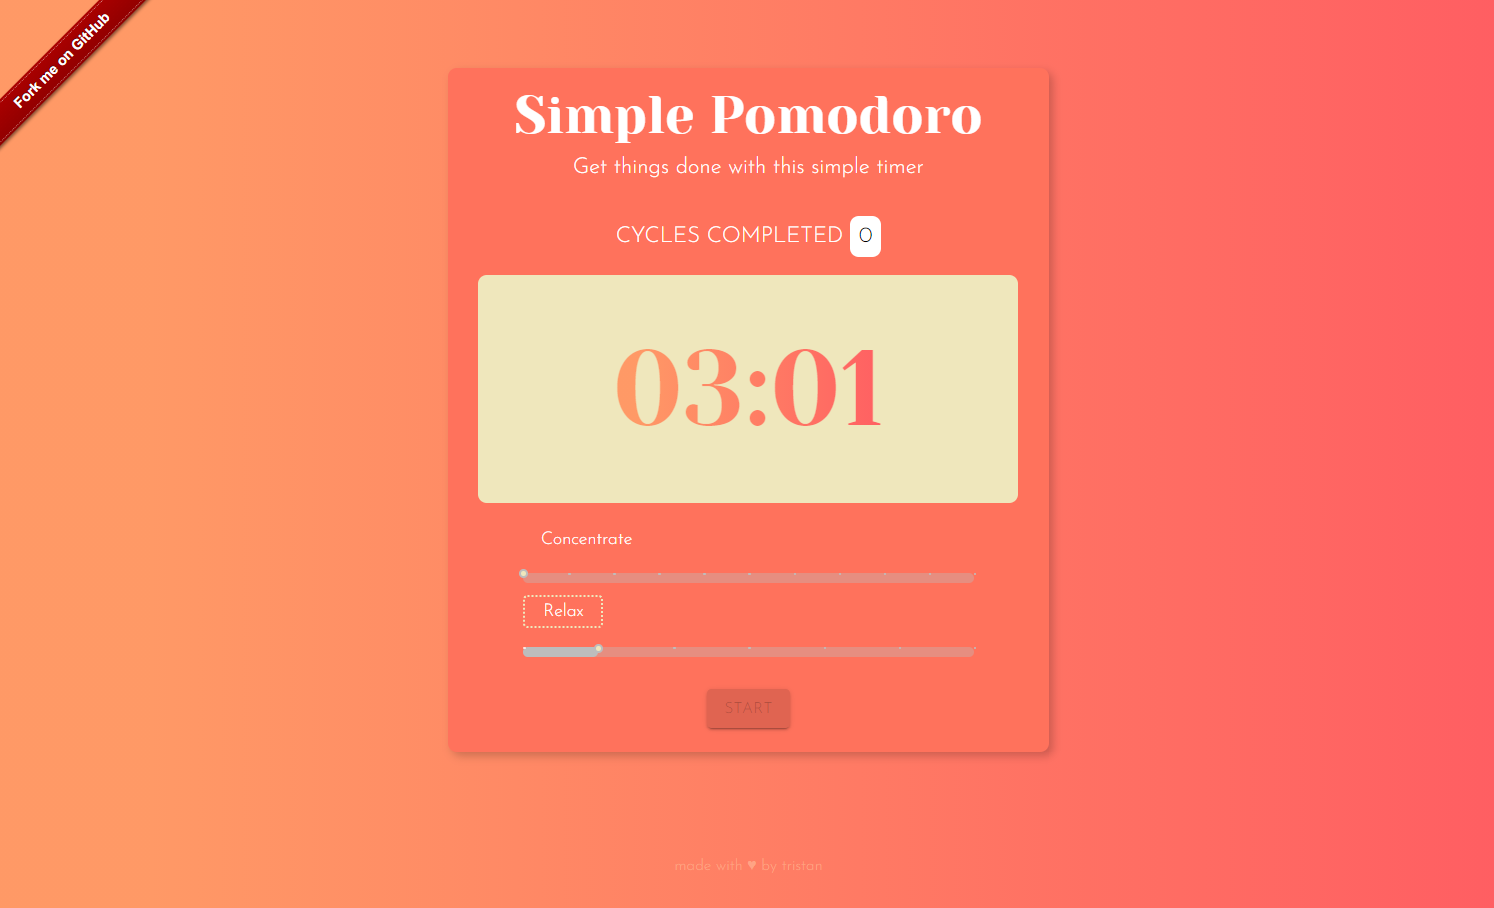 Fork me on GitHub
Simple Pomodoro
Get things done with this simple timer
CYCLES COMPLETED 0
03:01
Concentrate
Relax
START
made with ♥ by tristan